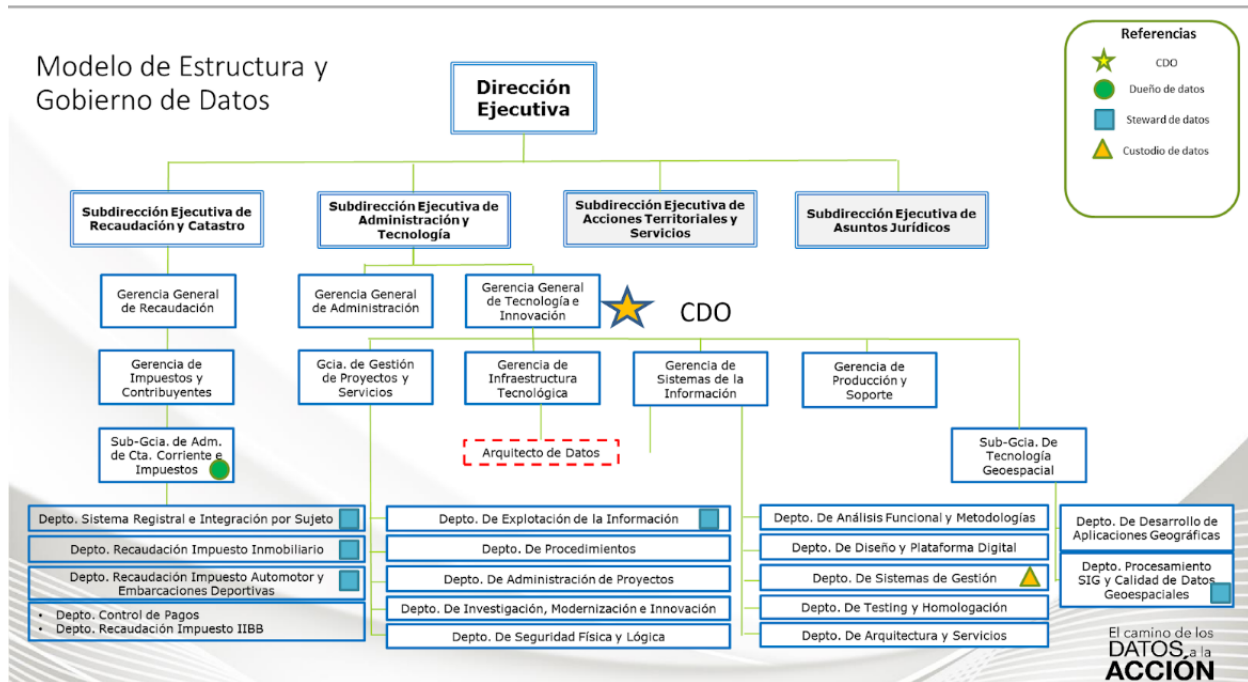 Modelo de Estructura y
Gobierno de Datos
Referencias
CDO
Dueño de datos
Steward de datos
Custodio de datos
Dirección
Ejecutiva
Subdirección Ejecutiva de
Recaudación y Catastro
Subdirección Ejecutiva de
Administración y
Tecnología
Subdirección Ejecutiva de
Acciones Territoriales y
Servicios
Subdirección Ejecutiva de
Asuntos Jurídicos
Gerencia General
de Recaudación
Gerencia General
de Administración
Gerencia General
de Tecnología e
Innovación
CDO
Gerencia de
Impuestos y
Contribuyentes
Gcia. de Gestión
de Proyectos y
Servicios
Gerencia de
Infraestructura
Tecnológica
Gerencia de
Sistemas de la
Información
Gerencia de
Producción y
Soporte
Sub-Gcia. de Adm.
de Cta. Corriente e
Impuestos
Arquitecto de Datos
Sub-Gcia. De
Tecnología
Geoespacial
Depto. Sistema Registral e Integración por Sujeto
Depto. Recaudación Impuesto Inmobiliario
Depto. Recaudación Impuesto Automotor y
Embarcaciones Deportivas
• Depto. Control de Pagos
• Depto. Recaudación Impuesto IIBB
Depto. De Explotación de la Información
Depto. De Procedimientos
Depto. De Administración de Proyectos
Depto. De Investigación, Modernización e Innovación
Depto. De Seguridad Física y Lógica
Depto. De Análisis Funcional y Metodologías
Depto. De Diseño y Plataforma Digital
Depto. De Sistemas de Gestión
Depto. De Testing y Homologación
Depto. De Arquitectura y Servicios
Depto. De Desarrollo de
Aplicaciones Geográficas
Depto. Procesamiento
SIG y Calidad de Datos
Geoespaciales
El camino de los
DATOS a la
ACCIÓN